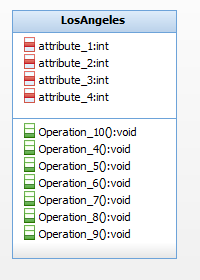 LosAngeles
attribute_1:int
attribute_2:int
attribute_3:int
attribute_4:int
Operation_10():void
Operation_4():void
Operation_5():void
Operation_6():void
Operation_7():void
Operation_8():void
Operation_9():void